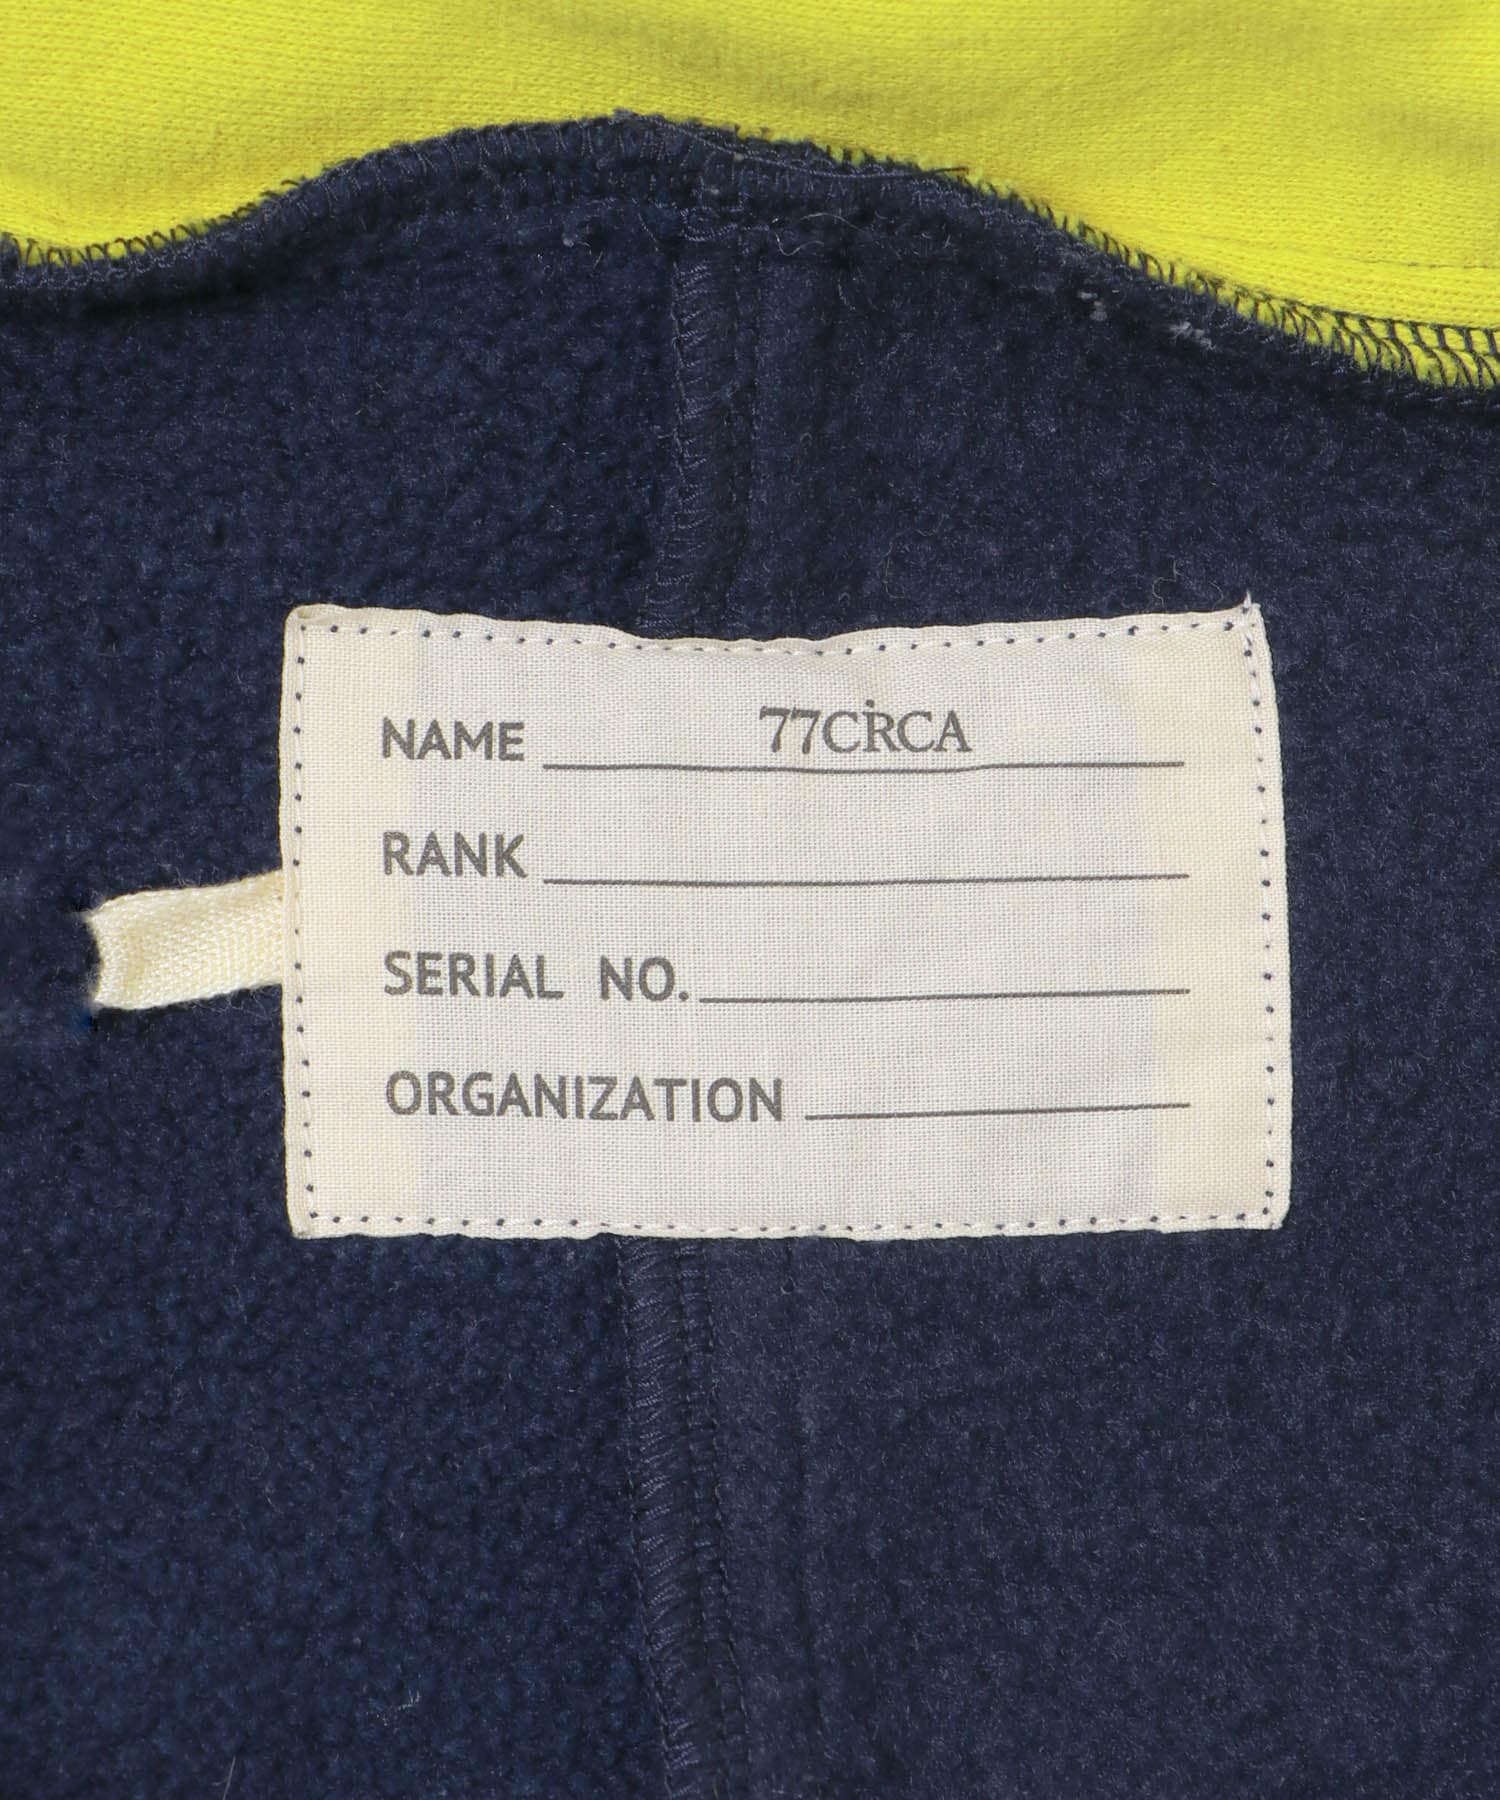 NAME 77CIRCA
RANK
SERIAL NO.
ORGANIZATION